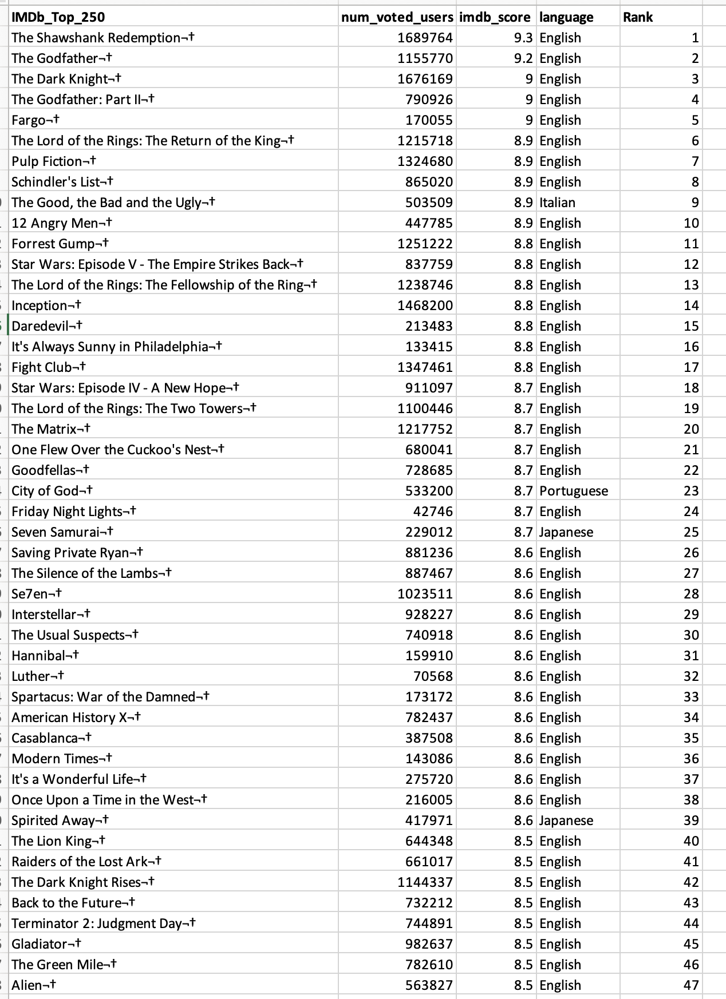 IMDb_Top_250 num_voted_users imdb_score language Rank
The Shawshank Redemption¬† 1689764 9.3 English 1
The Godfather¬† 1155770 9.2 English 2
The Dark Knight¬† 1676169 9 English 3
The Godfather: Part II¬† 790926 9 English 4
Fargo¬† 170055 9 English 5
The Lord of the Rings: The Return of the King¬† 1215718 8.9 English 6
Pulp Fiction¬† 1324680 8.9 English 7
Schindler's List¬† 865020 8.9 English 8
The Good, the Bad and the Ugly¬† 503509 8.9 Italian 9
12 Angry Men¬† 447785 8.9 English 10
Forrest Gump¬† 1251222 8.8 English 11
Star Wars: Episode V - The Empire Strikes Back¬† 837759 8.8 English 12
The Lord of the Rings: The Fellowship of the Ring¬† 1238746 8.8 English 13
Inception¬† 1468200 8.8 English 14
Daredevil¬† 213483 8.8 English 15
It's Always Sunny in Philadelphia¬† 133415 8.8 English 16
Fight Club¬† 1347461 8.8 English 17
Star Wars: Episode IV - A New Hope¬† 911097 8.7 English 18
The Lord of the Rings: The Two Towers¬† 1100446 8.7 English 19
The Matrix¬† 1217752 8.7 English 20
One Flew Over the Cuckoo's Nest¬† 680041 8.7 English 21
Goodfellas¬† 728685 8.7 English 22
City of God¬† 533200 8.7 Portuguese 23
Friday Night Lights¬† 42746 8.7 English 24
Seven Samurai¬† 229012 8.7 Japanese 25
Saving Private Ryan¬† 881236 8.6 English 26
The Silence of the Lambs¬† 887467 8.6 English 27
Se7en¬† 1023511 8.6 English 28
Interstellar¬† 928227 8.6 English 29
The Usual Suspects¬† 740918 8.6 English 30
Hannibal¬† 159910 8.6 English 31
Luther¬† 70568 8.6 English 32
Spartacus: War of the Damned¬† 173172 8.6 English 33
American History X¬† 782437 8.6 English 34
Casablanca¬† 387508 8.6 English 35
Modern Times¬† 143086 8.6 English 36
It's a Wonderful Life¬† 275720 8.6 English 37
Once Upon a Time in the West¬† 216005 8.6 English 38
Spirited Away¬† 417971 8.6 Japanese 39
The Lion King¬† 644348 8.5 English 40
Raiders of the Lost Ark¬† 661017 8.5 English 41
The Dark Knight Rises¬† 1144337 8.5 English 42
Back to the Future¬† 732212 8.5 English 43
Terminator 2: Judgment Day¬† 744891 8.5 English 44
Gladiator¬† 982637 8.5 English 45
The Green Mile¬† 782610 8.5 English 46
Alien¬† 563827 8.5 English 47